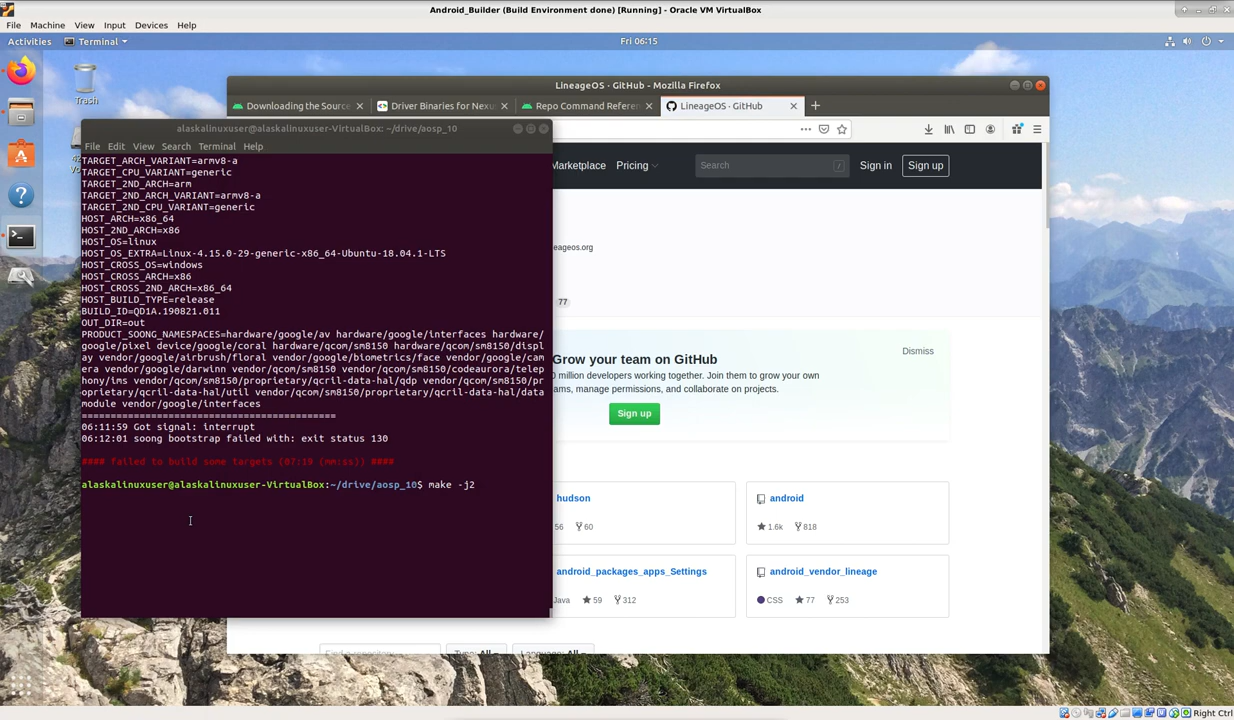 Android_Builder (Build Environment done) [Running] - Oracle VM VirtualBox
File Machine View Input Devices Help
Activities Terminal Fri 06:15
Trash
LineageOS · GitHub - Mozilla Firefox
Downloading the Source
Driver Binaries for Nexu
Repo Command Referen
LineageOS · GitHub
alaskalinuxuser@alaskalinuxuser-VirtualBox: ~/drive/aosp_10
File Edit View Search Terminal Help
TARGET_ARCH_VARIANT=armv8-a
TARGET_CPU_VARIANT=generic
TARGET_2ND_ARCH=arm
TARGET_2ND_ARCH_VARIANT=armv8-a
TARGET_2ND_CPU_VARIANT=generic
HOST_ARCH=x86_64
HOST_2ND_ARCH=x86
HOST_OS=linux
HOST_OS_EXTRA=Linux-4.15.0-29-generic-x86_64-Ubuntu-18.04.1-LTS
HOST_CROSS_OS=windows
HOST_CROSS_ARCH=x86
HOST_CROSS_2ND_ARCH=x86_64
HOST_BUILD_TYPE=release
BUILD_ID=QD1A.190821.011
OUT_DIR=out
PRODUCT_SOONG_NAMESPACES=hardware/google/av hardware/google/interfaces hardware/
google/pixel device/google/coral hardware/qcom/sm8150 hardware/qcom/sm8150/displ
ay vendor/google/airbrush/floral vendor/google/biometrics/face vendor/google/cam
era vendor/google/darwinn vendor/qcom/sm8150 vendor/qcom/sm8150/codeaurora/telep
hony/ims vendor/qcom/sm8150/proprietary/qcril-data-hal/qdp vendor/qcom/sm8150/pr
oprietary/qcril-data-hal/util vendor/qcom/sm8150/proprietary/qcril-data-hal/data
module vendor/google/interfaces
============================================
06:11:59 Got signal: interrupt
06:12:01 soong bootstrap failed with: exit status 130
#### failed to build some targets (07:19 (mm:ss)) ####
alaskalinuxuser@alaskalinuxuser-VirtualBox:~/drive/aosp_10$ make -j2
Marketplace Pricing Search / Sign in Sign up
eageos.org
77
Grow your team on GitHub
Dismiss
0 million developers working together. Join them to grow your own
ams, manage permissions, and collaborate on projects.
Sign up
hudson
56 60
android
1.6k 818
android_packages_apps_Settings
Java 59 312
android_vendor_lineage
CSS 77 253
Find a repository
Type: All
Language: All
Right Ctrl